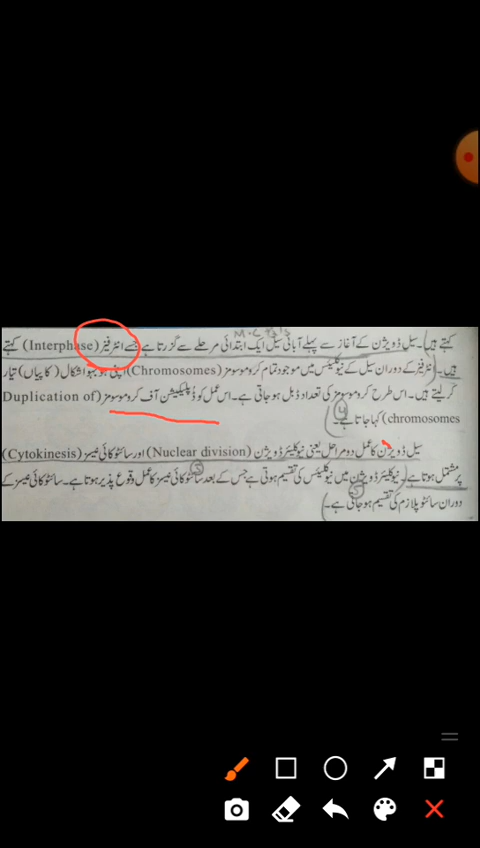 M.C.Q's
کہتے ہیں۔ سیل ڈویژن کے آغاز سے پہلے آبائی سیل ایک ابتدائی مرحلے سے گزرتا ہے جسے انٹرفیز (Interphase) کہتے
ہیں۔ انٹرفیز کے دوران سیل کے نیوکلیئس میں موجود تمام کروموسومز (Chromosomes) اپنی ہو بہو اشکال (کاپیاں) تیار
کر لیتے ہیں۔ اس طرح کروموسومز کی تعداد ڈبل ہو جاتی ہے۔ اس عمل کو ڈپلیکیشن آف کروموسومز (Duplication of
chromosomes) کہا جاتا ہے۔ 4
سیل ڈویژن کا عمل دو مراحل یعنی نیوکلیئر ڈویژن (Nuclear division) اور سائٹوکائی نیسز (Cytokinesis)
پر مشتمل ہوتا ہے۔ نیوکلیئر ڈویژن میں نیوکلیئس کی تقسیم ہوتی ہے جس کے بعد سائٹوکائی نیسز کا عمل وقوع پذیر ہوتا ہے۔ سائٹوکائی نیسز کے
دوران سائٹوپلازم کی تقسیم ہو جاتی ہے۔